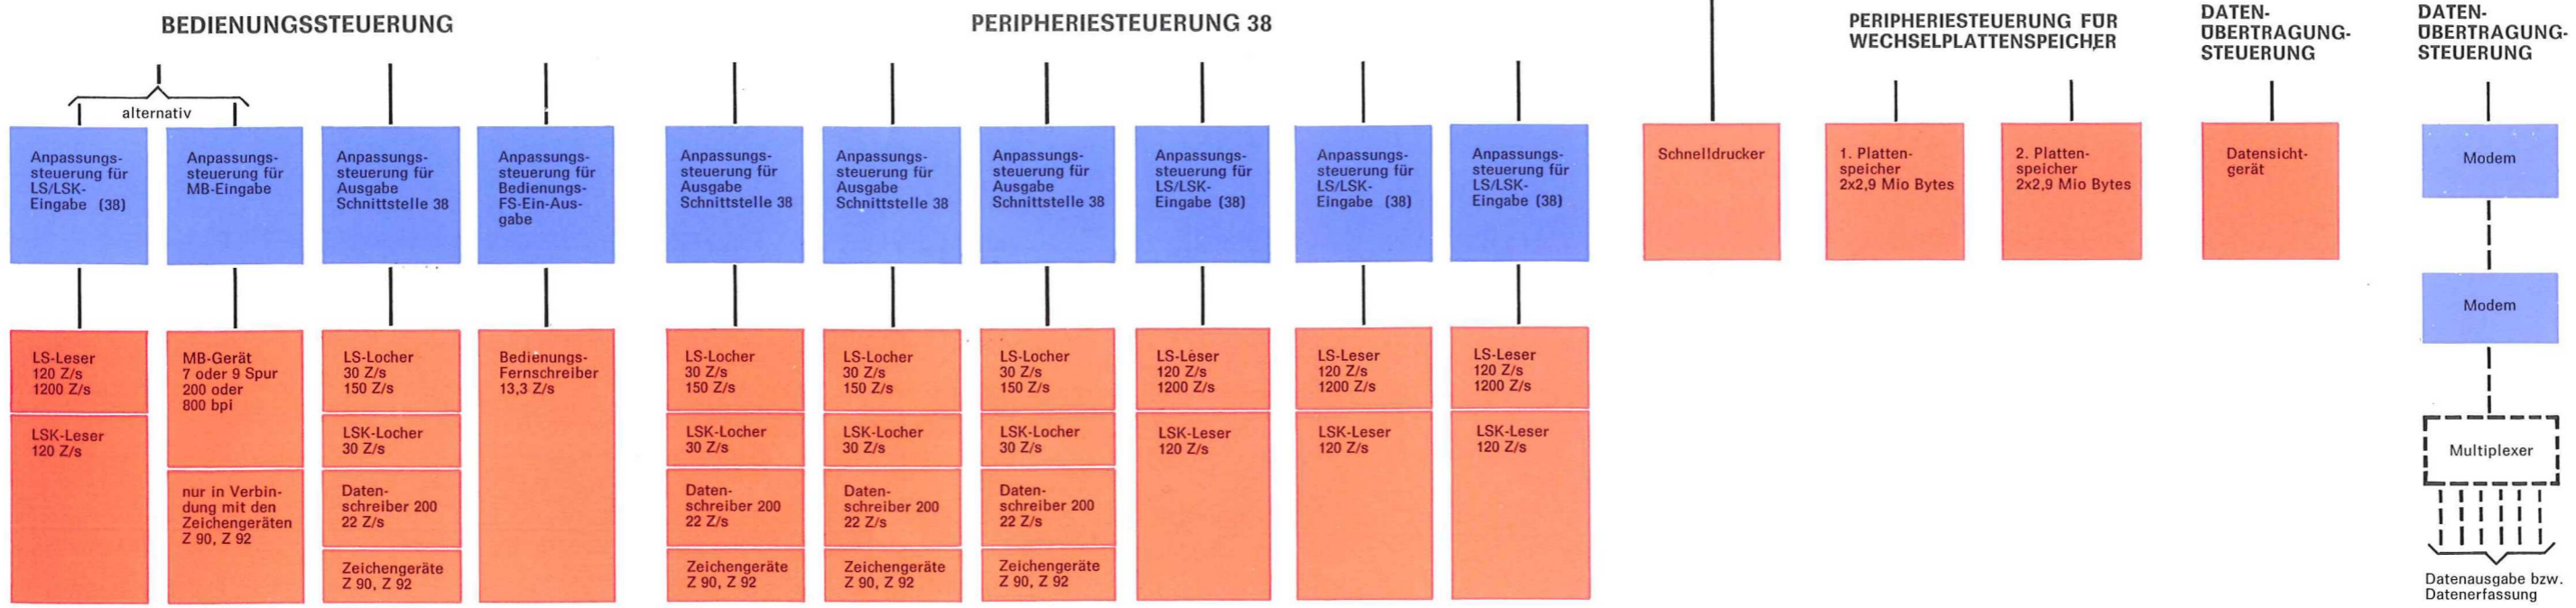 BEDIENUNGSSTEUERUNG
alternativ
Anpassungs-
steuerung für
LS/LSK-
Eingabe (38)
Anpassungs-
steuerung für
MB-Eingabe
Anpassungs-
steuerung für
Ausgabe
Schnittstelle 38
Anpassungs-
steuerung für
Bedienungs-
FS-Ein-Aus-
gabe
LS-Leser
120 Z/s
1200 Z/s
LSK-Leser
120 Z/s
MB-Gerät
7 oder 9 Spur
200 oder
800 bpi
nur in Verbin-
dung mit den
Zeichengeräten
Z 90, Z 92
LS-Locher
30 Z/s
150 Z/s
LSK-Locher
30 Z/s
Daten-
schreiber 200
22 Z/s
Zeichengeräte
Z 90, Z 92
Bedienungs-
Fernschreiber
13,3 Z/s
PERIPHERIESTEUERUNG 38
Anpassungs-
steuerung für
Ausgabe
Schnittstelle 38
Anpassungs-
steuerung für
Ausgabe
Schnittstelle 38
Anpassungs-
steuerung für
Ausgabe
Schnittstelle 38
Anpassungs-
steuerung für
LS/LSK-
Eingabe (38)
Anpassungs-
steuerung für
LS/LSK-
Eingabe (38)
Anpassungs-
steuerung für
LS/LSK-
Eingabe (38)
LS-Locher
30 Z/s
150 Z/s
LSK-Locher
30 Z/s
Daten-
schreiber 200
22 Z/s
Zeichengeräte
Z 90, Z 92
LS-Locher
30 Z/s
150 Z/s
LSK-Locher
30 Z/s
Daten-
schreiber 200
22 Z/s
Zeichengeräte
Z 90, Z 92
LS-Locher
30 Z/s
150 Z/s
LSK-Locher
30 Z/s
Daten-
schreiber 200
22 Z/s
Zeichengeräte
Z 90, Z 92
LS-Leser
120 Z/s
1200 Z/s
LSK-Leser
120 Z/s
LS-Leser
120 Z/s
1200 Z/s
LSK-Leser
120 Z/s
LS-Leser
120 Z/s
1200 Z/s
LSK-Leser
120 Z/s
Schnelldrucker
PERIPHERIESTEUERUNG FÜR
WECHSELPLATTENSPEICHER
1. Platten-
speicher
2x2,9 Mio Bytes
2. Platten-
speicher
2x2,9 Mio Bytes
DATEN-
ÜBERTRAGUNG-
STEUERUNG
Datensicht-
gerät
DATEN-
ÜBERTRAGUNG-
STEUERUNG
Modem
Modem
Multiplexer
Datenausgabe bzw.
Datenerfassung